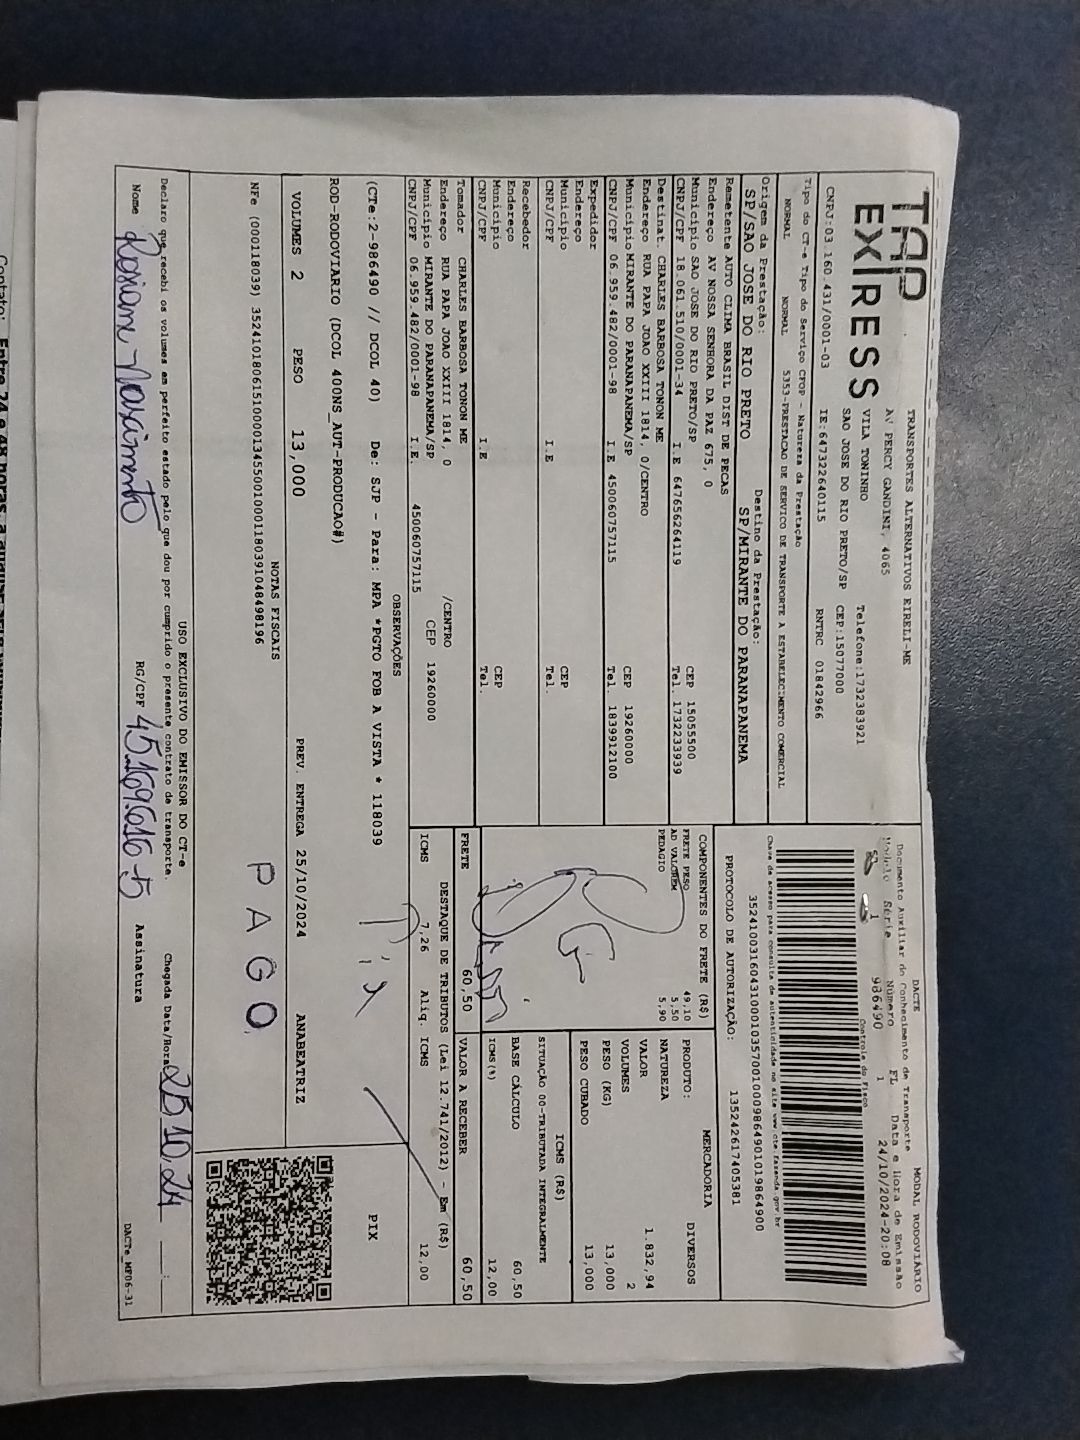 TAP
EXPRESS
TRANSPORTES ALTERNATIVOS EIRELI-ME
AV PERCY GANDINI, 4065
VILA TONINHO Telefone:1732383921
SAO JOSE DO RIO PRETO/SP CEP:15077000
CNPJ:03.160.431/0001-03 IE:647322640115 RNTRC 01842966
DACTE MODAL RODOVIÁRIO
Documento Auxiliar do Conhecimento de Transporte
Modelo Série Número FL Data e Hora de Emissão
1 986490 1 24/10/2024-20:08
Controle do Fisco
Chave de acesso para consulta de autenticidade no site www.cte.fazenda.gov.br
PROTOCOLO DE AUTORIZAÇÃO: 135242617405381
Tipo do CT-e Tipo do Serviço CFOP - Natureza da Prestação
NORMAL NORMAL 5353-PRESTACAO DE SERVICO DE TRANSPORTE A ESTABELECIMENTO COMERCIAL
Origem da Prestação: Destino da Prestação:
SP/SAO JOSE DO RIO PRETO SP/MIRANTE DO PARANAPANEMA
Remetente AUTO CLIMA BRASIL DIST DE PECAS
Endereço AV NOSSA SENHORA DA PAZ 675, 0
Município SAO JOSE DO RIO PRETO/SP CEP 15055500
CNPJ/CPF 18.061.510/0001-34 I.E 647656264119 Tel. 1732233939
Destinat. CHARLES BARBOSA TONON ME
Endereço RUA PAPA JOAO XXIII 1814, 0/CENTRO
Município MIRANTE DO PARANAPANEMA/SP CEP 19260000
CNPJ/CPF 06.959.482/0001-98 I.E 450060757115 Tel. 1839912100
Expedidor
Endereço
Município CEP
CNPJ/CPF I.E Tel.
Recebedor
Endereço
Município CEP
CNPJ/CPF I.E Tel.
Tomador CHARLES BARBOSA TONON ME
Endereço RUA PAPA JOAO XXIII 1814, 0 /CENTRO
Município MIRANTE DO PARANAPANEMA/SP CEP 19260000
CNPJ/CPF 06.959.482/0001-98 I.E. 450060757115
COMPONENTES DO FRETE (R$)
FRETE PESO 49,10
AD VALOREM 5,50
PEDAGIO 5,90
MERCADORIA
PRODUTO: DIVERSOS
NATUREZA
VALOR 1.832,94
VOLUMES 2
PESO (KG) 13,000
PESO CUBADO 13,000
ICMS (R$)
SITUAÇÃO 00-TRIBUTADA INTEGRALMENTE
BASE CÁLCULO 60,50
ICMS(%) 12,00
FRETE 60,50 VALOR A RECEBER 60,50
DESTAQUE DE TRIBUTOS (Lei 12.741/2012) - Em (R$)
ICMS 7,26 Aliq. ICMS 12,00
OBSERVAÇÕES
(CTe:2-986490 // DCOL 40) De: SJP - Para: MPA *PGTO FOB A VISTA * 118039
PIX
Pix
ROD-RODOVIARIO (DCOL 400NS_AUT-PRODUCAO#)
VOLUMES 2 PESO 13,000 PREV. ENTREGA 25/10/2024 ANABEATRIZ
NOTAS FISCAIS
NFe (000118039) 35241018061510000134550010001180391048498196
PAGO
USO EXCLUSIVO DO EMISSOR DO CT-e
Declaro que recebi os volumes em perfeito estado pelo que dou por cumprido o presente contrato de transporte. Chegada Data/Hora 25 10 24 __:__
Nome Rosiane Nascimento RG/CPF 45.169.616-5 Assinatura
DACTe_MP06-31